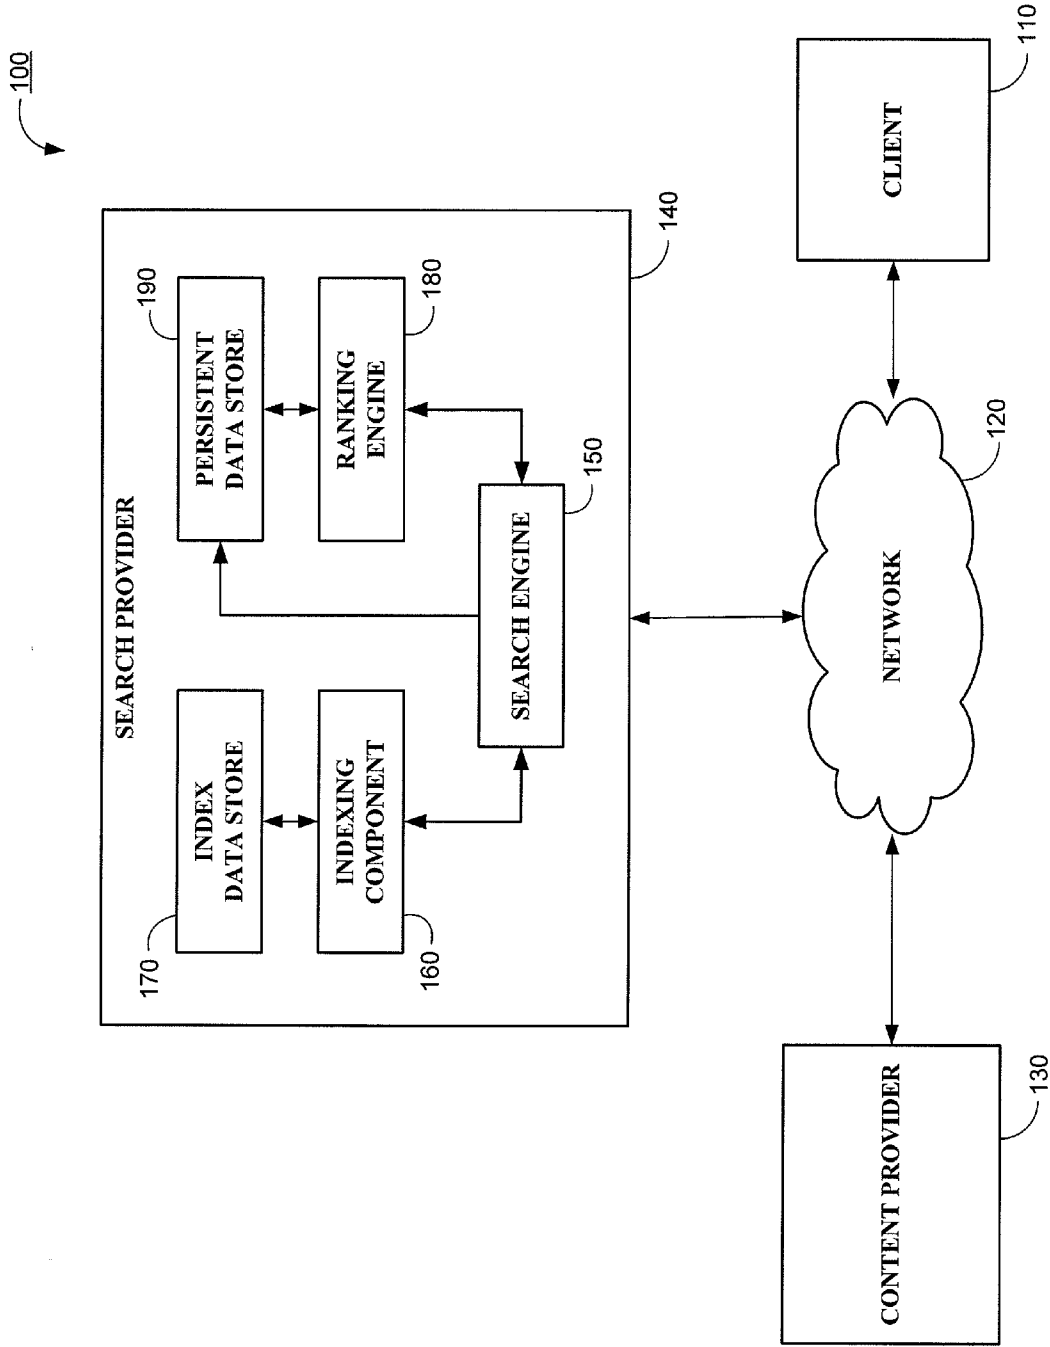 100
SEARCH PROVIDER
170
INDEX
DATA STORE
PERSISTENT
DATA STORE
190
160
INDEXING
COMPONENT
RANKING
ENGINE
180
SEARCH ENGINE
150
140
CONTENT PROVIDER
130
NETWORK
120
CLIENT
110